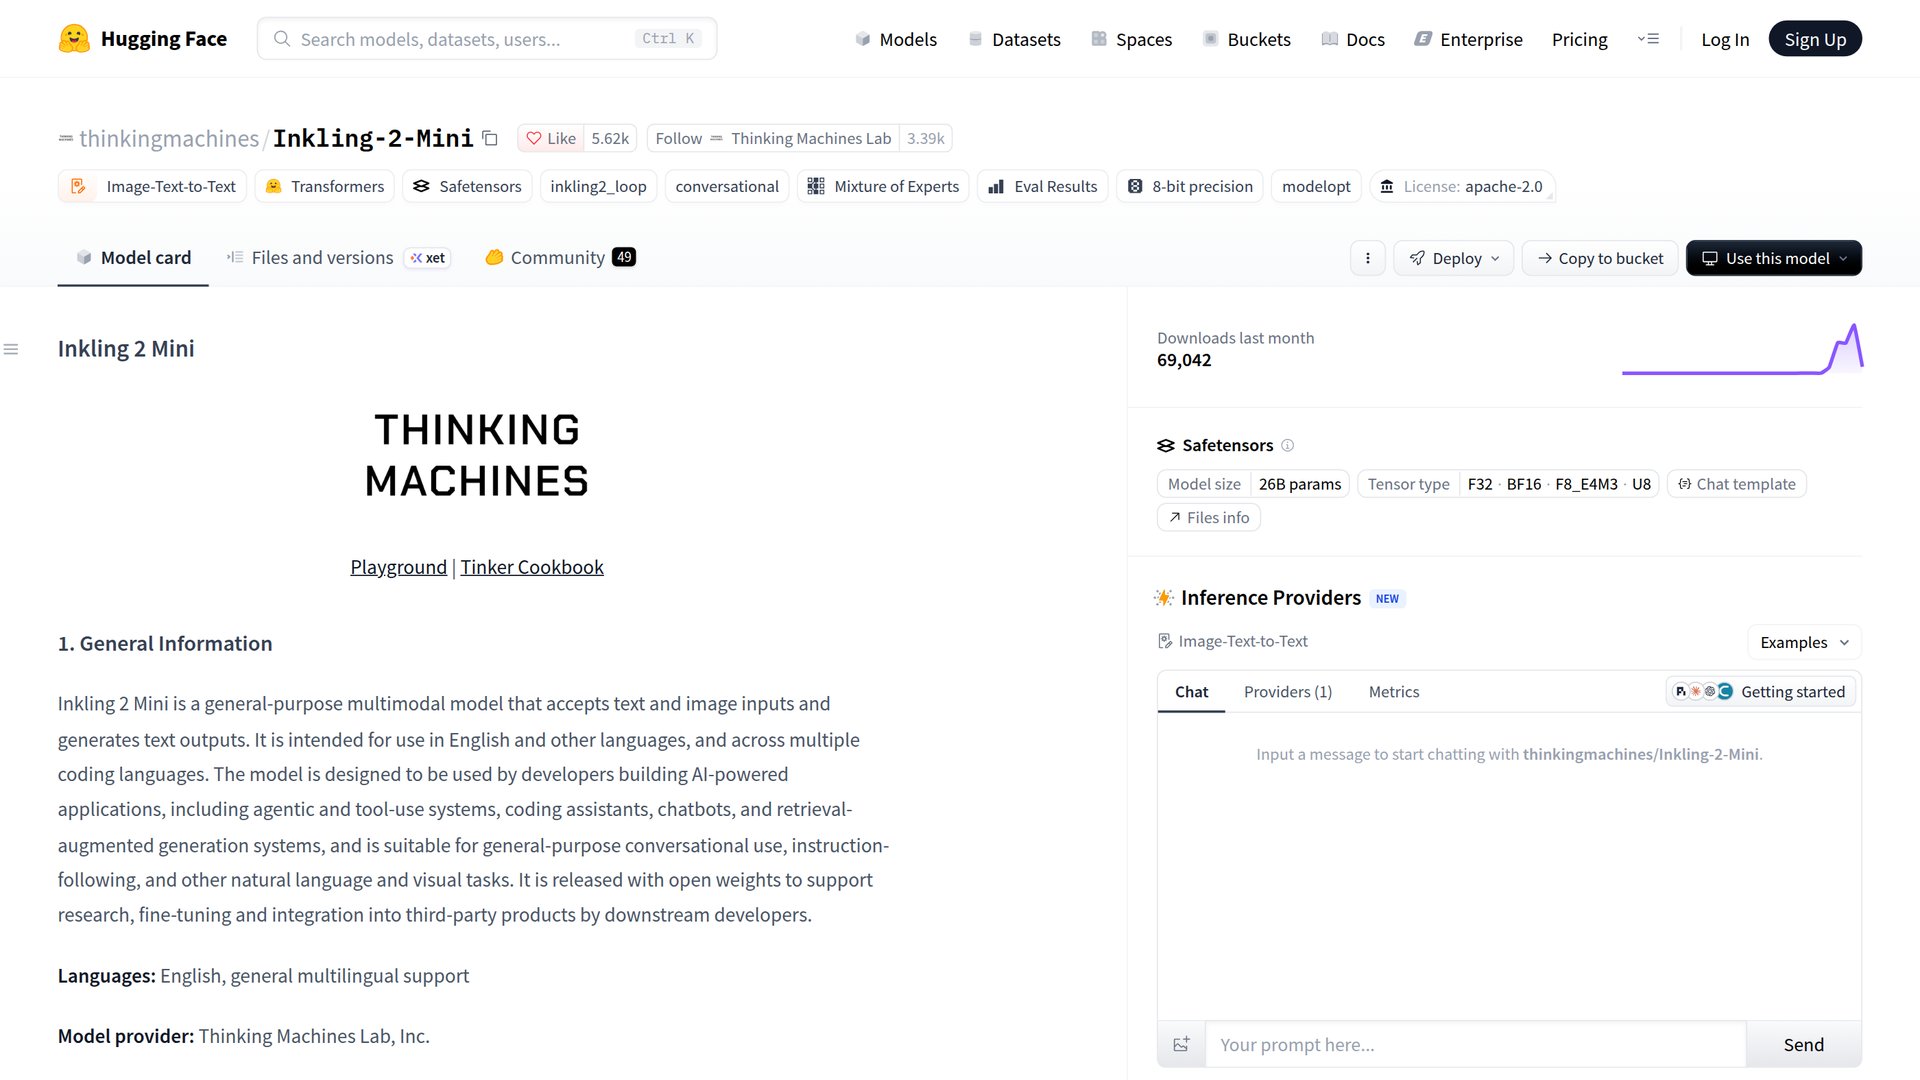 Hugging Face
Search models, datasets, users...
Ctrl K
Models
Datasets
Spaces
Buckets
Docs
Enterprise
Pricing
Log In
Sign Up
thinkingmachines/Inkling-2-Mini
Like 5.62k
Follow Thinking Machines Lab 3.39k
Image-Text-to-Text
Transformers
Safetensors
inkling2_loop
conversational
Mixture of Experts
Eval Results
8-bit precision
modelopt
License: apache-2.0
Model card
Files and versions
xet
Community 49
Deploy
Copy to bucket
Use this model
Inkling 2 Mini
THINKING
MACHINES
Playground | Tinker Cookbook
1. General Information
Inkling 2 Mini is a general-purpose multimodal model that accepts text and image inputs and
generates text outputs. It is intended for use in English and other languages, and across multiple
coding languages. The model is designed to be used by developers building AI-powered
applications, including agentic and tool-use systems, coding assistants, chatbots, and retrieval-
augmented generation systems, and is suitable for general-purpose conversational use, instruction-
following, and other natural language and visual tasks. It is released with open weights to support
research, fine-tuning and integration into third-party products by downstream developers.
Languages: English, general multilingual support
Model provider: Thinking Machines Lab, Inc.
Downloads last month
69,042
Safetensors
Model size 26B params
Tensor type F32 · BF16 · F8_E4M3 · U8
Chat template
Files info
Inference Providers NEW
Image-Text-to-Text
Examples
Chat
Providers (1)
Metrics
Getting started
Input a message to start chatting with thinkingmachines/Inkling-2-Mini.
Your prompt here...
Send